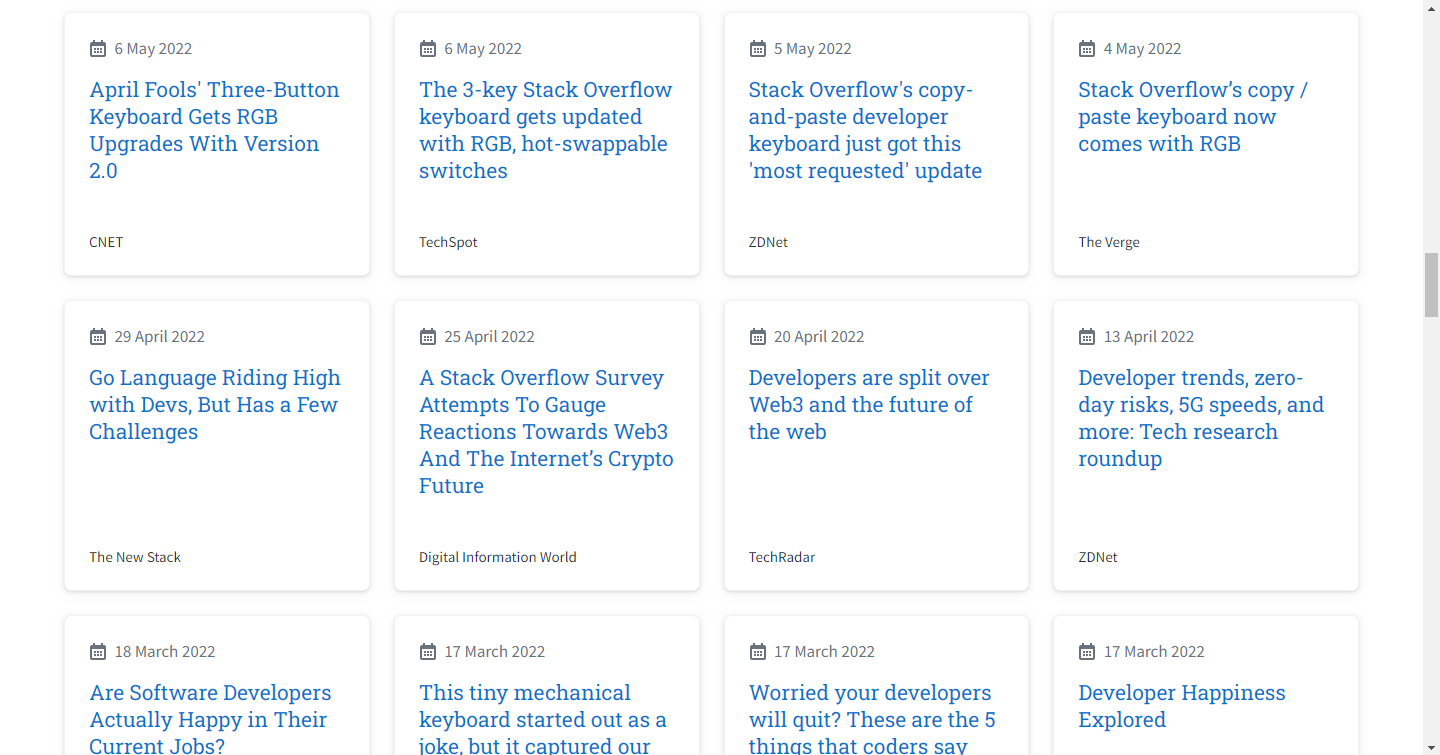 6 May 2022
April Fools' Three-Button
Keyboard Gets RGB
Upgrades With Version
2.0
CNET
6 May 2022
The 3-key Stack Overflow
keyboard gets updated
with RGB, hot-swappable
switches
TechSpot
5 May 2022
Stack Overflow's copy-
and-paste developer
keyboard just got this
'most requested' update
ZDNet
4 May 2022
Stack Overflow’s copy /
paste keyboard now
comes with RGB
The Verge
29 April 2022
Go Language Riding High
with Devs, But Has a Few
Challenges
The New Stack
25 April 2022
A Stack Overflow Survey
Attempts To Gauge
Reactions Towards Web3
And The Internet’s Crypto
Future
Digital Information World
20 April 2022
Developers are split over
Web3 and the future of
the web
TechRadar
13 April 2022
Developer trends, zero-
day risks, 5G speeds, and
more: Tech research
roundup
ZDNet
18 March 2022
Are Software Developers
Actually Happy in Their
Current Jobs?
17 March 2022
This tiny mechanical
keyboard started out as a
joke, but it captured our
17 March 2022
Worried your developers
will quit? These are the 5
things that coders say
17 March 2022
Developer Happiness
Explored